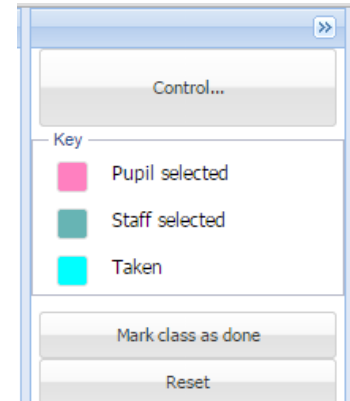 Control...
Key
Pupil selected
Staff selected
Taken
Mark class as done
Reset